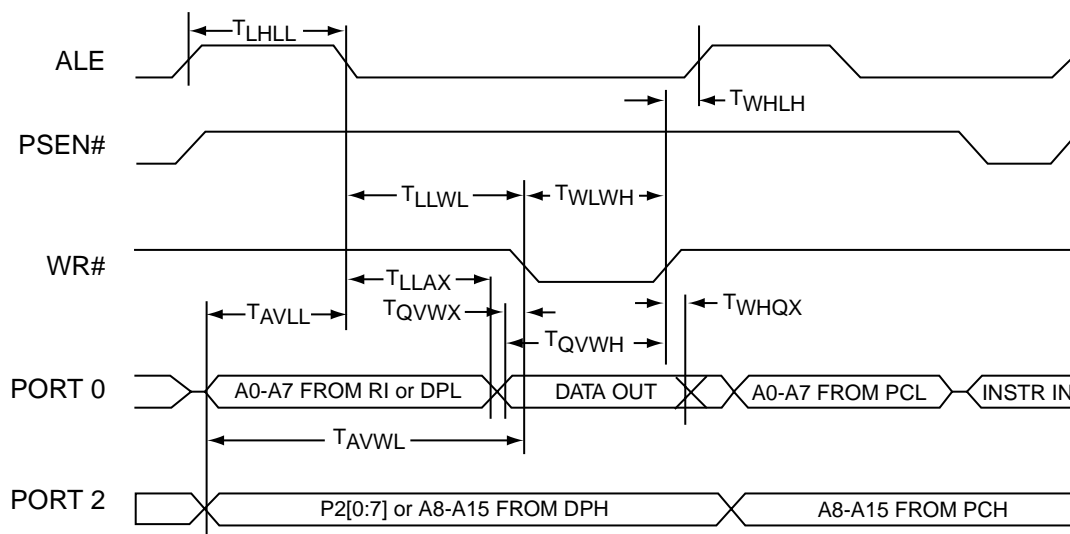 TLHLL
ALE
TWHLH
PSEN#
TLLWL
TWLWH
WR#
TLLAX
TAVLL
TQVWX
TWHQX
TQVWH
PORT 0
A0-A7 FROM RI or DPL
DATA OUT
A0-A7 FROM PCL
INSTR IN
TAVWL
PORT 2
P2[0:7] or A8-A15 FROM DPH
A8-A15 FROM PCH